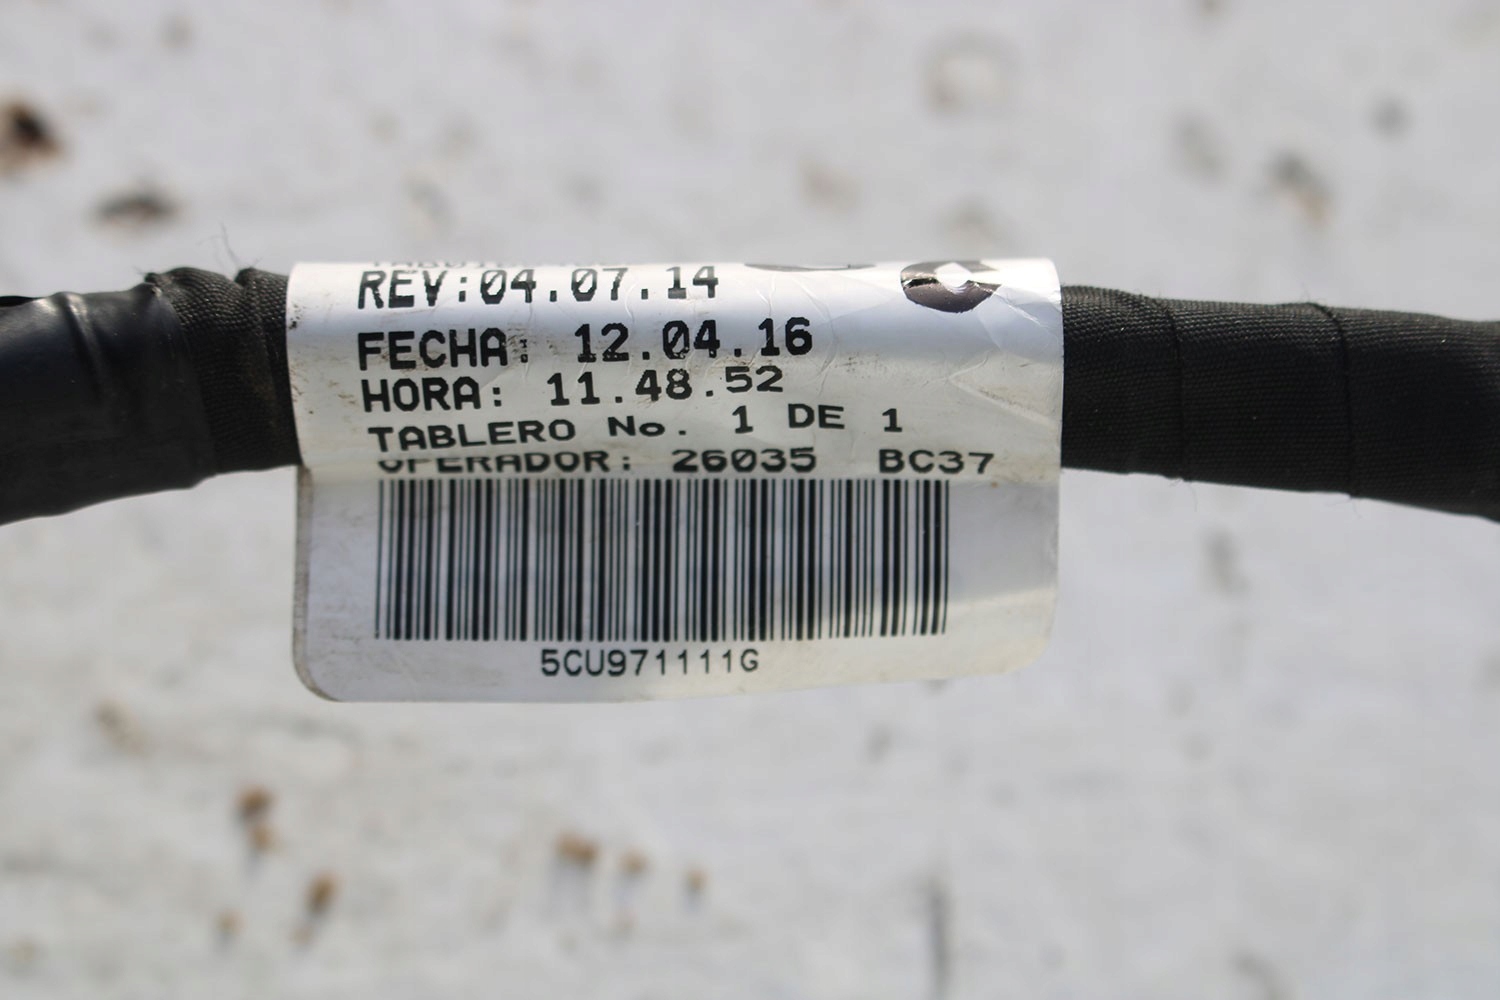 REV:04.07.14
FECHA: 12.04.16
HORA: 11.48.52
TABLERO No. 1 DE 1
OPERADOR: 26035 BC37
5CU971111G